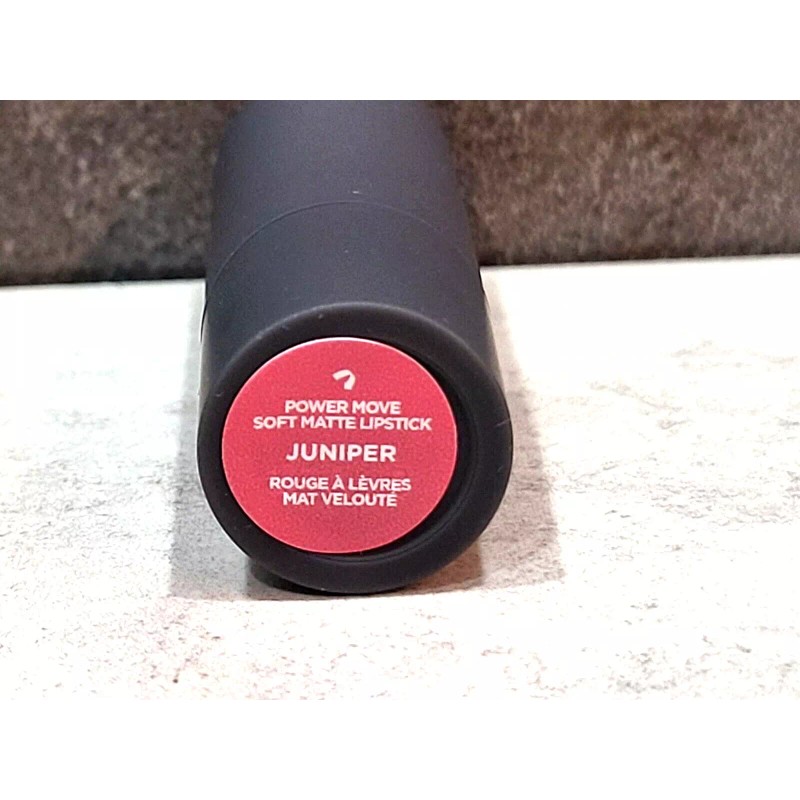 POWER MOVE
SOFT MATTE LIPSTICK
JUNIPER
ROUGE À LÈVRES
MAT VELOUTÉ